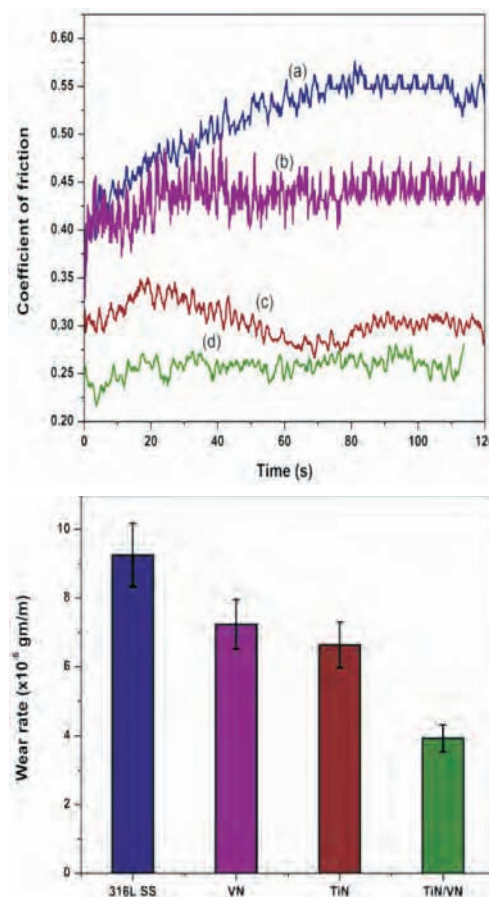 0.60
0.55
0.50
0.45
0.40
0.35
0.30
0.25
0.20
Coefficient of friction
(a)
(b)
(c)
(d)
0 20 40 60 80 100 120
Time (s)
10
8
6
4
2
0
Wear rate (x10⁻⁶ gm/m)
316L SS VN TiN TiN/VN